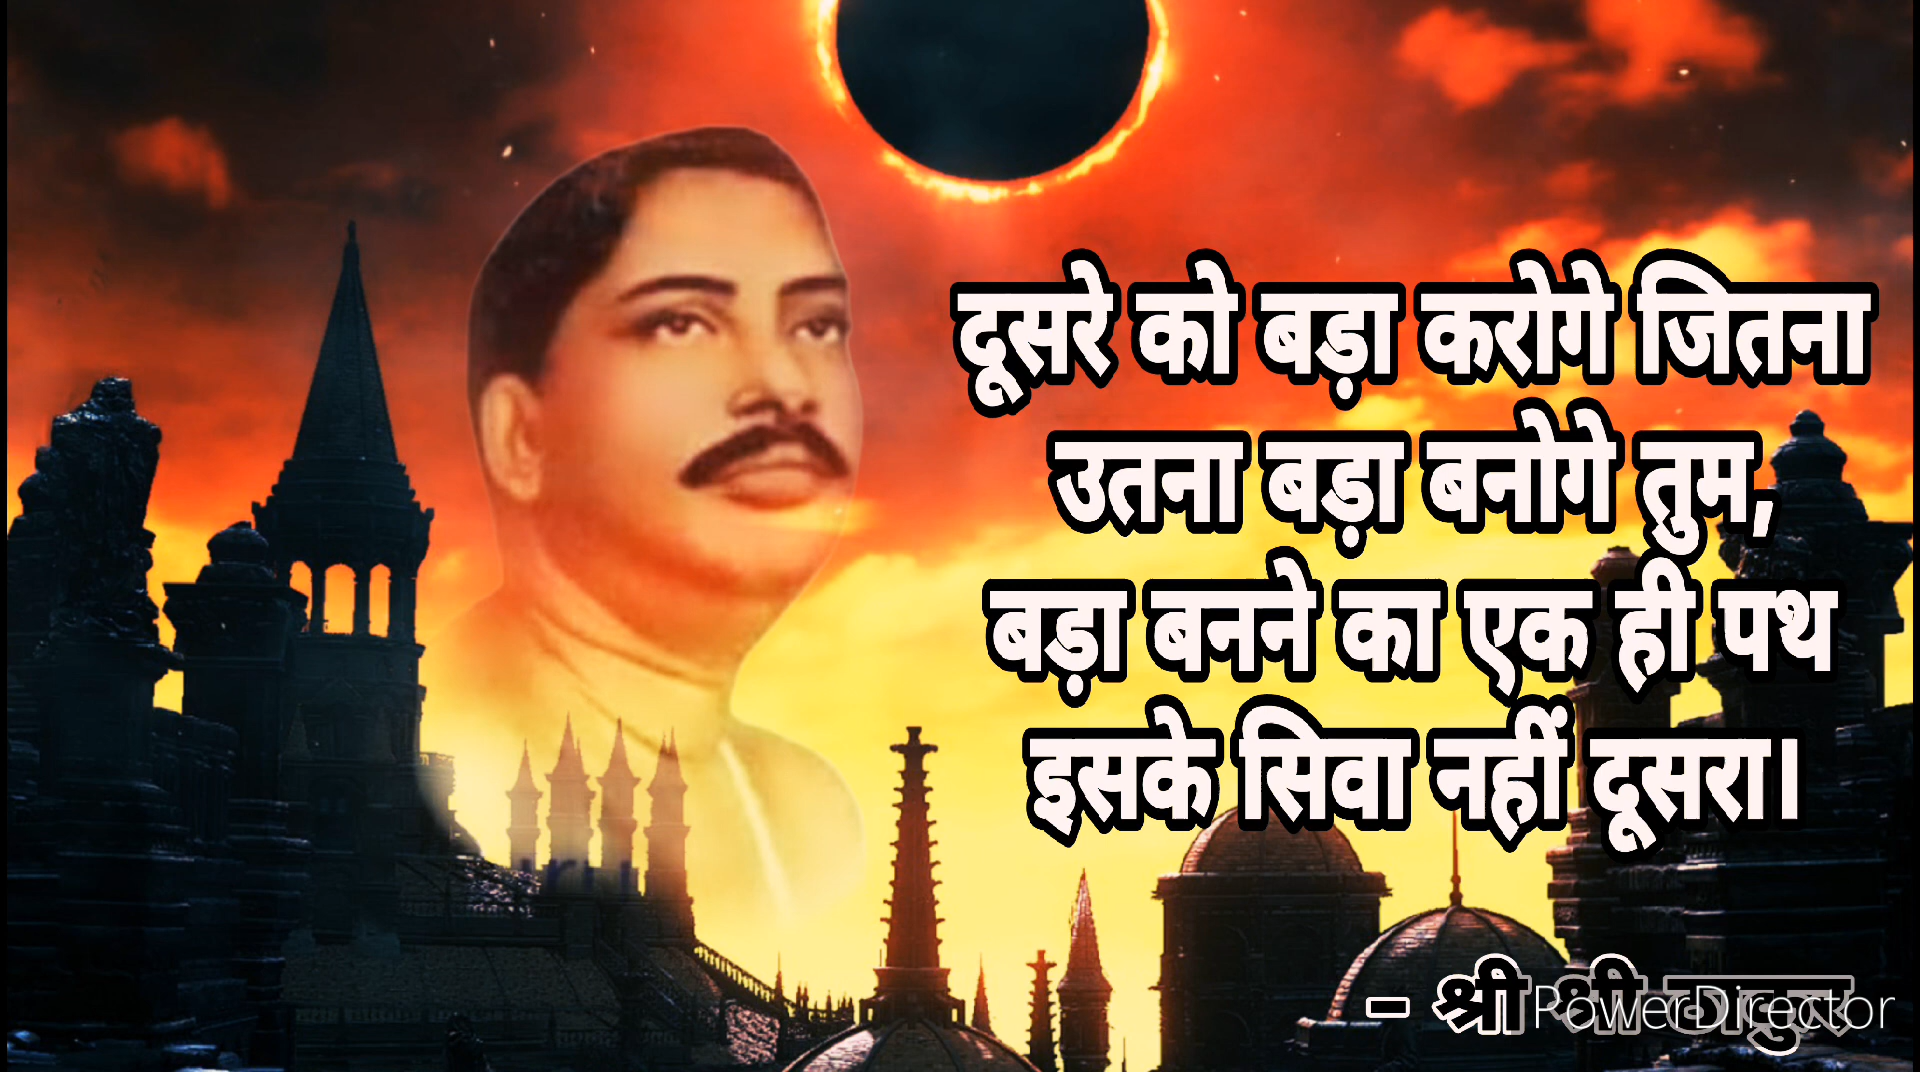 दूसरे को बड़ा करोगे जितना
उतना बड़ा बनोगे तुम,
बड़ा बनने का एक ही पथ
इसके सिवा नहीं दूसरा।
- श्री श्री ठाकुर
PowerDirector